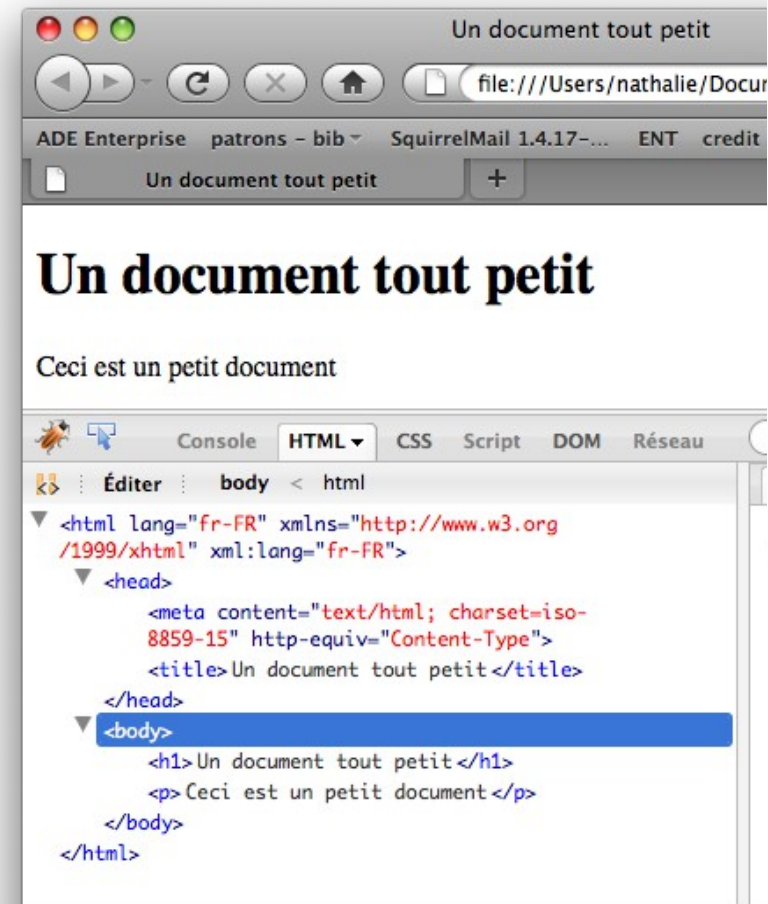 Un document tout petit
file:///Users/nathalie/Docu
ADE Enterprise patrons – bib SquirrelMail 1.4.17–... ENT credit
Un document tout petit +
Un document tout petit
Ceci est un petit document
Console HTML CSS Script DOM Réseau
Éditer body < html
<html lang="fr-FR" xmlns="http://www.w3.org
/1999/xhtml" xml:lang="fr-FR">
<head>
<meta content="text/html; charset=iso-
8859-15" http-equiv="Content-Type">
<title>Un document tout petit</title>
</head>
<body>
<h1>Un document tout petit</h1>
<p>Ceci est un petit document</p>
</body>
</html>